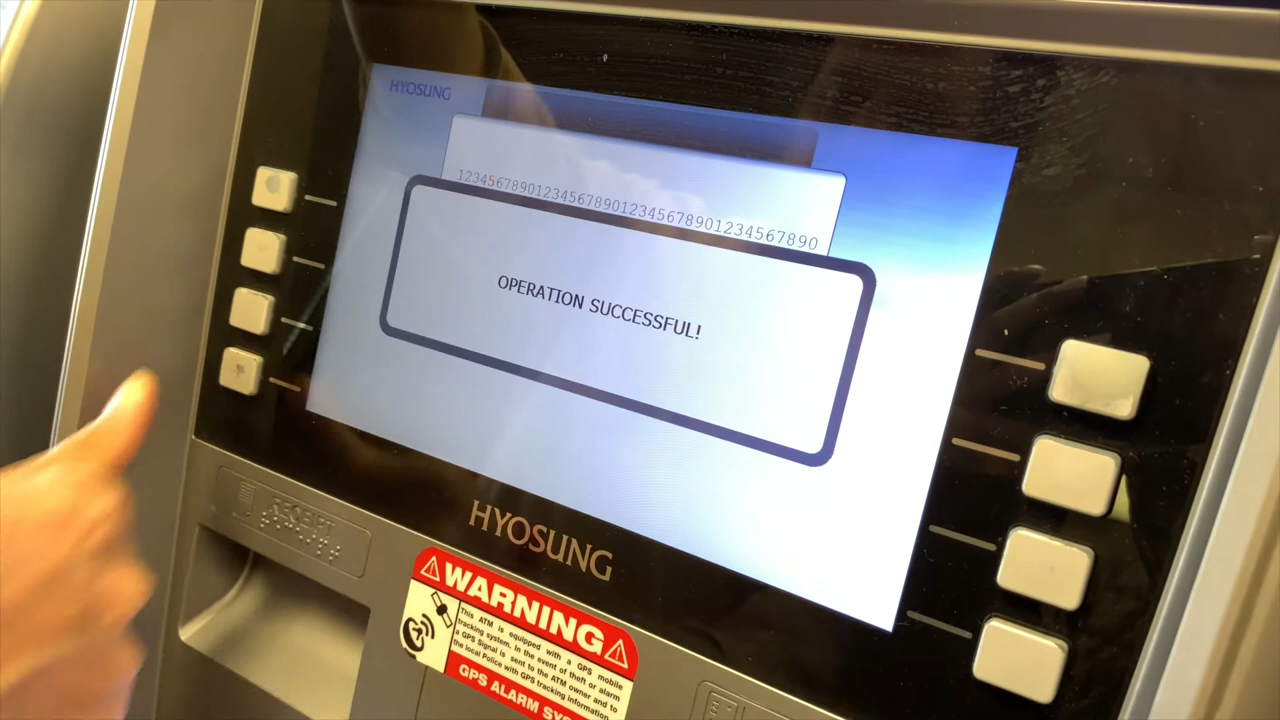 HYOSUNG
1234567890123456789012345678901234567890
OPERATION SUCCESSFUL!
HYOSUNG
RECEIPT
WARNING
This ATM is equipped with a GPS mobile
tracking system. In the event of theft or alarm
a GPS Signal is sent to the ATM owner and to
the local Police with GPS tracking information.
GPS ALARM SYS